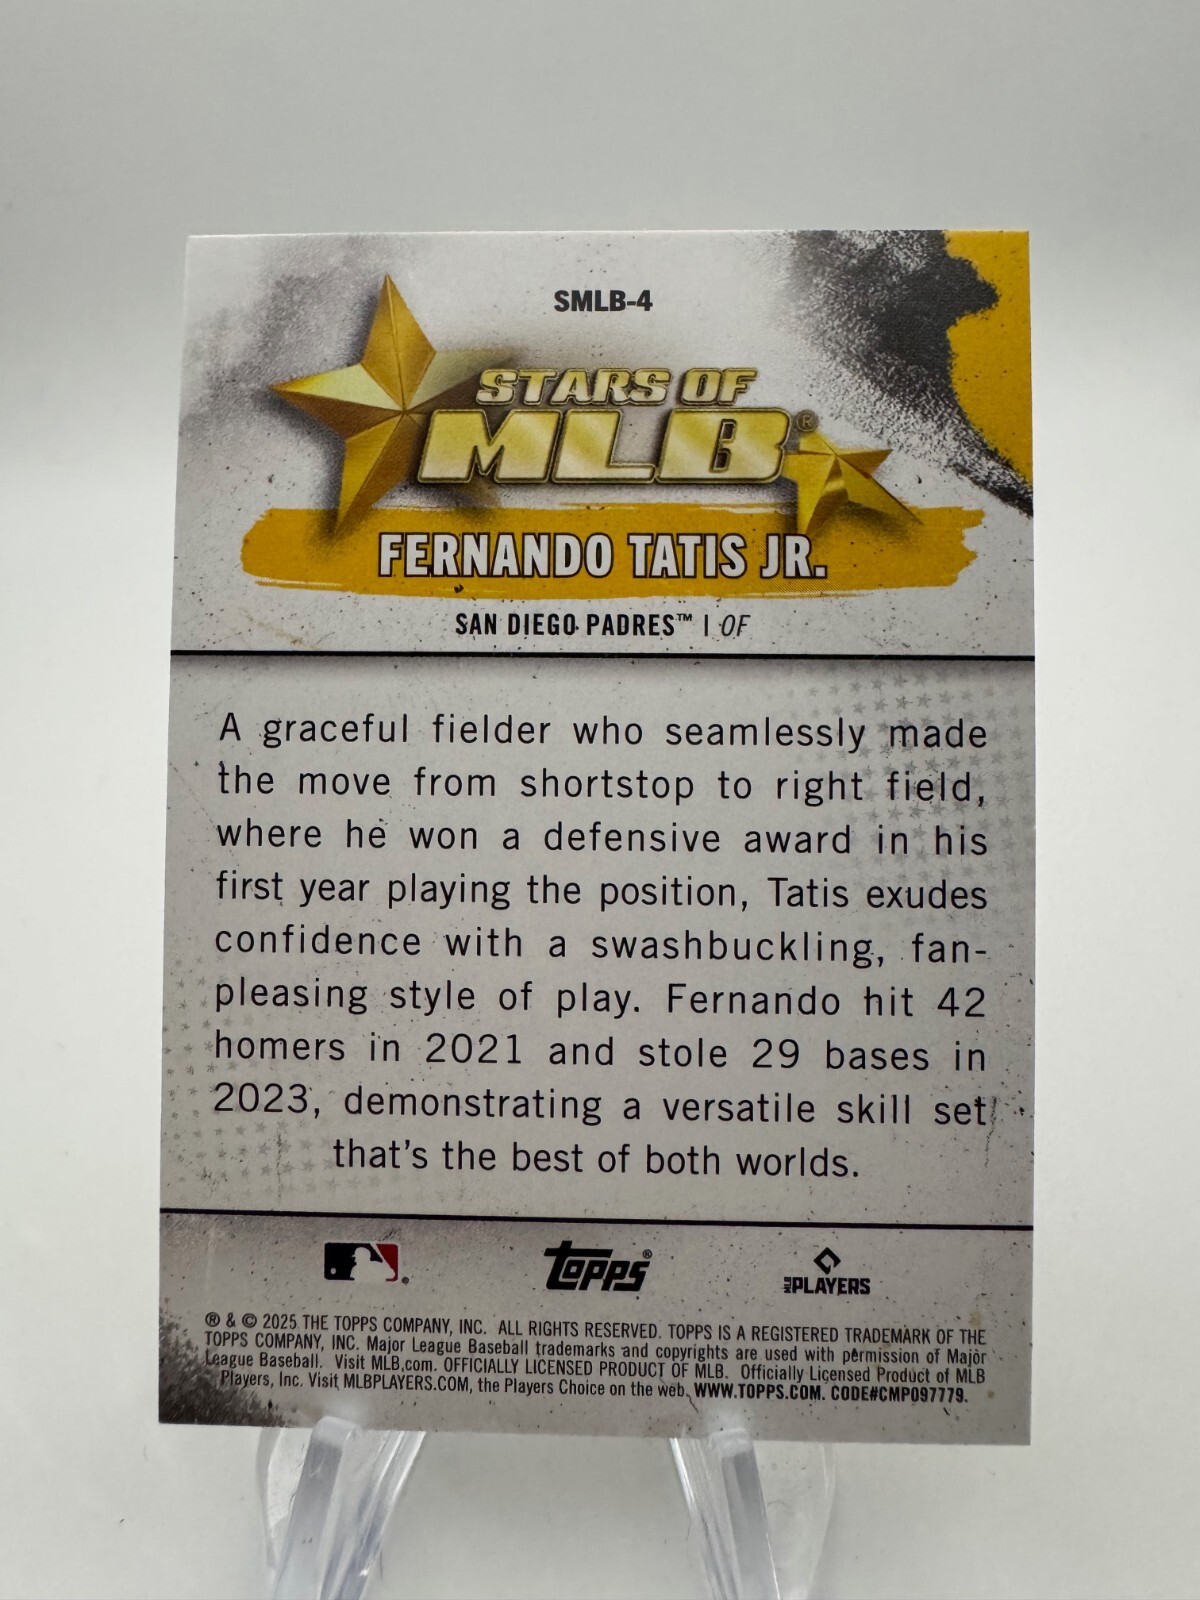 SMLB-4
STARS OF
MLB®
FERNANDO TATIS JR.
SAN DIEGO PADRES™ | OF
A graceful fielder who seamlessly made
the move from shortstop to right field,
where he won a defensive award in his
first year playing the position, Tatis exudes
confidence with a swashbuckling, fan-
pleasing style of play. Fernando hit 42
homers in 2021 and stole 29 bases in
2023, demonstrating a versatile skill set
that's the best of both worlds.
topps®
MLB PLAYERS
® & © 2025 THE TOPPS COMPANY, INC. ALL RIGHTS RESERVED. TOPPS IS A REGISTERED TRADEMARK OF THE
TOPPS COMPANY, INC. Major League Baseball trademarks and copyrights are used with permission of Major
League Baseball. Visit MLB.com. OFFICIALLY LICENSED PRODUCT OF MLB. Officially Licensed Product of MLB
Players, Inc. Visit MLBPLAYERS.COM, the Players Choice on the web. WWW.TOPPS.COM. CODE#CMP097779.